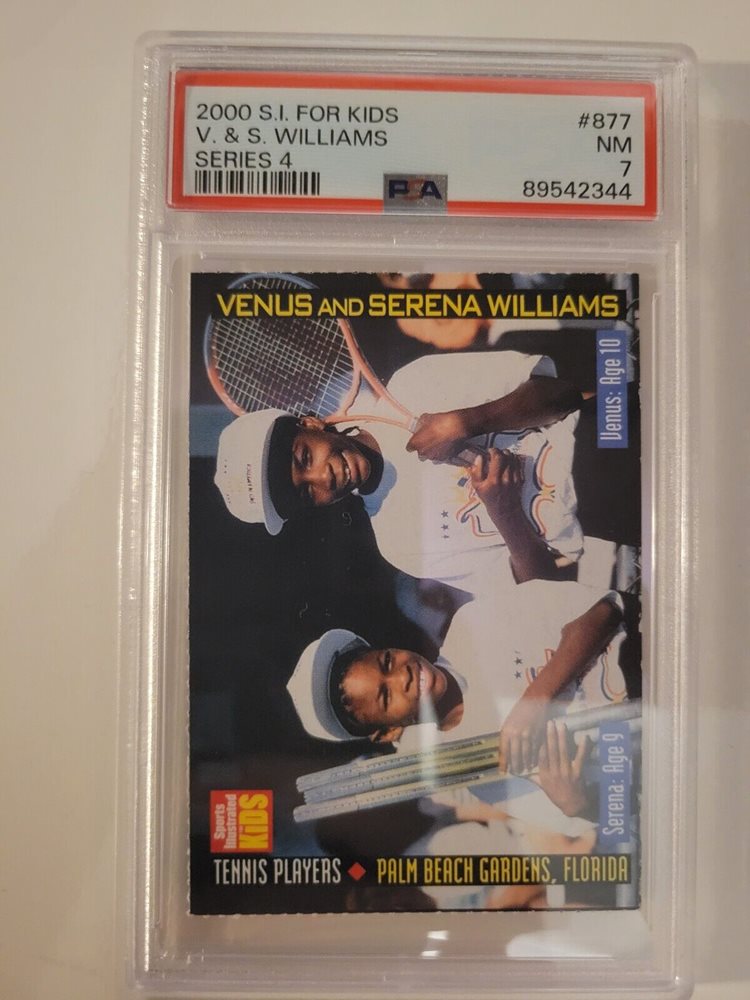 2000 S.I. FOR KIDS
#877
V. & S. WILLIAMS
NM
SERIES 4
7
PSA
89542344
VENUS AND SERENA WILLIAMS
Venus: Age 10
Serena: Age 9
Sports
Illustrated
FOR
KIDS
TENNIS PLAYERS ◆ PALM BEACH GARDENS, FLORIDA